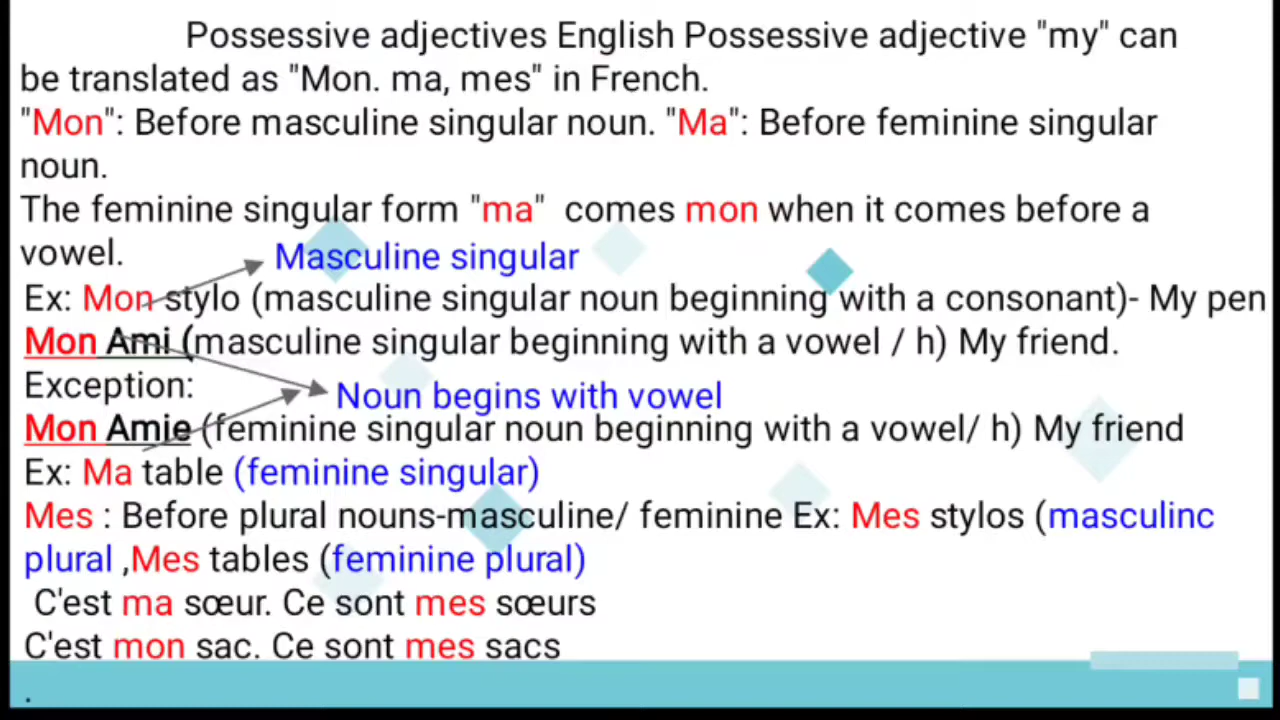 Possessive adjectives English Possessive adjective "my" can
be translated as "Mon. ma, mes" in French.
"Mon": Before masculine singular noun. "Ma": Before feminine singular
noun.
The feminine singular form "ma" comes mon when it comes before a
vowel.
Masculine singular
Ex: Mon stylo (masculine singular noun beginning with a consonant)- My pen
Mon Ami (masculine singular beginning with a vowel / h) My friend.
Exception:
Noun begins with vowel
Mon Amie (feminine singular noun beginning with a vowel/ h) My friend
Ex: Ma table (feminine singular)
Mes : Before plural nouns-masculine/ feminine Ex: Mes stylos (masculinc
plural ,Mes tables (feminine plural)
C'est ma sœur. Ce sont mes sœurs
C'est mon sac. Ce sont mes sacs
.